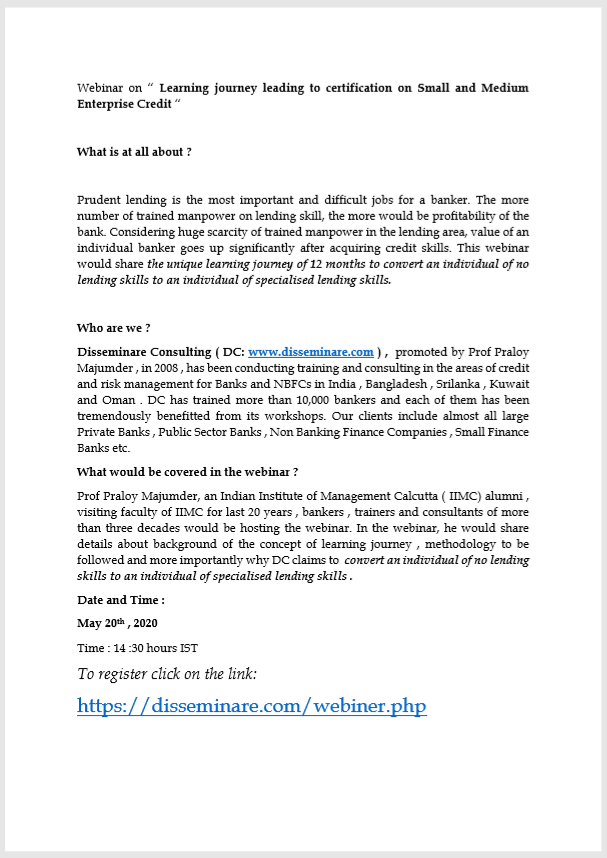 Webinar on “ Learning journey leading to certification on Small and Medium
Enterprise Credit “
What is at all about ?
Prudent lending is the most important and difficult jobs for a banker. The more
number of trained manpower on lending skill, the more would be profitability of the
bank. Considering huge scarcity of trained manpower in the lending area, value of an
individual banker goes up significantly after acquiring credit skills. This webinar
would share the unique learning journey of 12 months to convert an individual of no
lending skills to an individual of specialised lending skills.
Who are we ?
Disseminare Consulting ( DC: www.disseminare.com ) , promoted by Prof Praloy
Majumder , in 2008 , has been conducting training and consulting in the areas of credit
and risk management for Banks and NBFCs in India , Bangladesh , Srilanka , Kuwait
and Oman . DC has trained more than 10,000 bankers and each of them has been
tremendously benefitted from its workshops. Our clients include almost all large
Private Banks , Public Sector Banks , Non Banking Finance Companies , Small Finance
Banks etc.
What would be covered in the webinar ?
Prof Praloy Majumder, an Indian Institute of Management Calcutta ( IIMC) alumni ,
visiting faculty of IIMC for last 20 years , bankers , trainers and consultants of more
than three decades would be hosting the webinar. In the webinar, he would share
details about background of the concept of learning journey , methodology to be
followed and more importantly why DC claims to convert an individual of no lending
skills to an individual of specialised lending skills .
Date and Time :
May 20th , 2020
Time : 14 :30 hours IST
To register click on the link:
https://disseminare.com/webiner.php